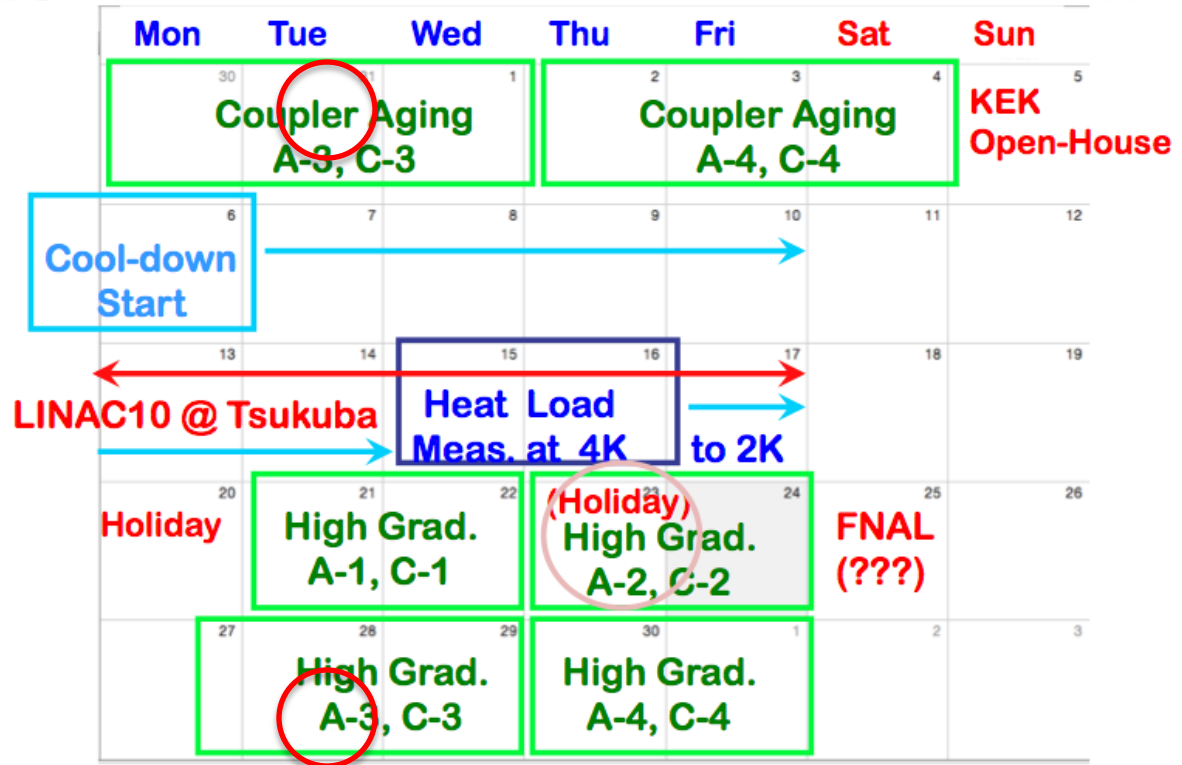 Mon Tue Wed Thu Fri Sat Sun
30 31 1 2 3 4 5
Coupler Aging
A-3, C-3
Coupler Aging
A-4, C-4
KEK
Open-House
6 7 8 9 10 11 12
Cool-down
Start
13 14 15 16 17 18 19
LINAC10 @ Tsukuba
Heat Load
Meas. at 4K
to 2K
20 21 22 23 24 25 26
Holiday
High Grad.
A-1, C-1
(Holiday)
High Grad.
A-2, C-2
FNAL
(???)
27 28 29 30 1 2 3
High Grad.
A-3, C-3
High Grad.
A-4, C-4